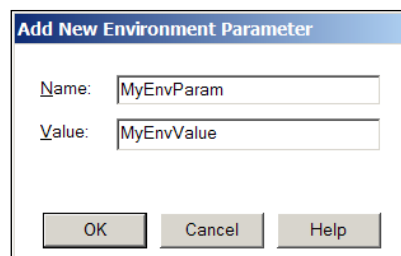 Add New Environment Parameter
Name: MyEnvParam
Value: MyEnvValue
OK Cancel Help